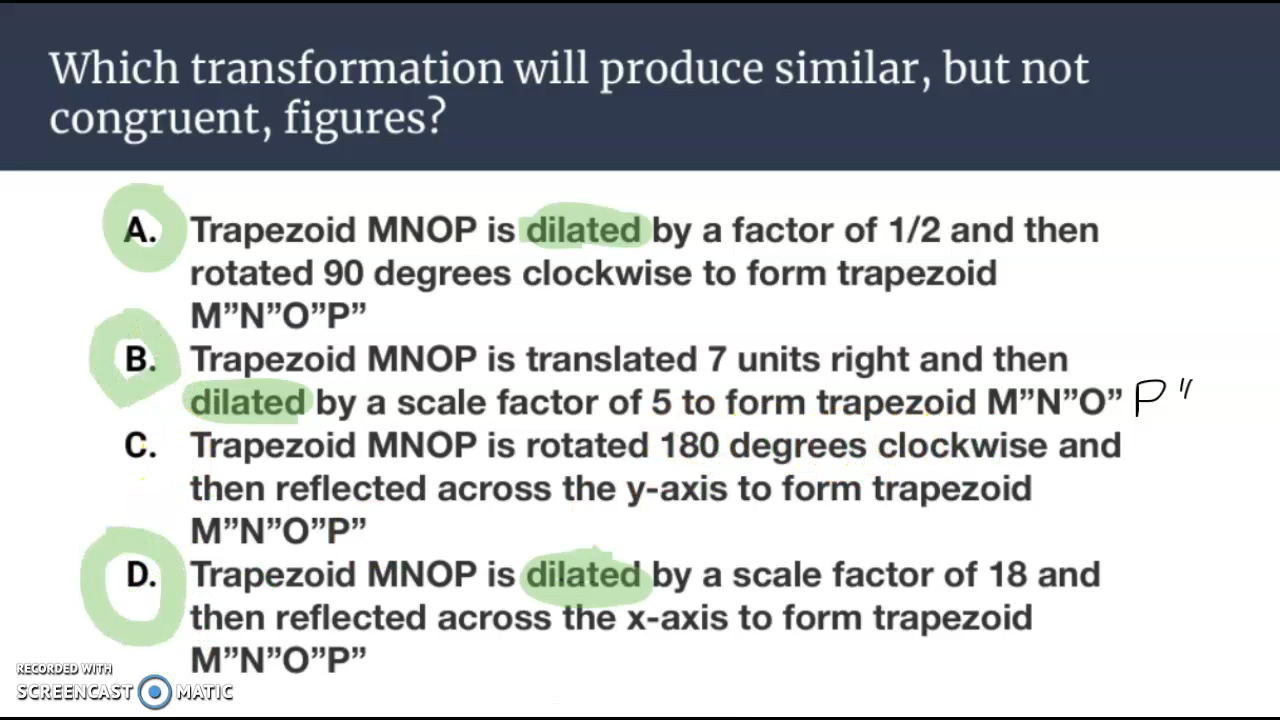 Which transformation will produce similar, but not
congruent, figures?
A. Trapezoid MNOP is dilated by a factor of 1/2 and then
rotated 90 degrees clockwise to form trapezoid
M”N”O”P”
B. Trapezoid MNOP is translated 7 units right and then
dilated by a scale factor of 5 to form trapezoid M”N”O” P"
C. Trapezoid MNOP is rotated 180 degrees clockwise and
then reflected across the y-axis to form trapezoid
M”N”O”P”
D. Trapezoid MNOP is dilated by a scale factor of 18 and
then reflected across the x-axis to form trapezoid
M”N”O”P”
RECORDED WITH
SCREENCAST MATIC